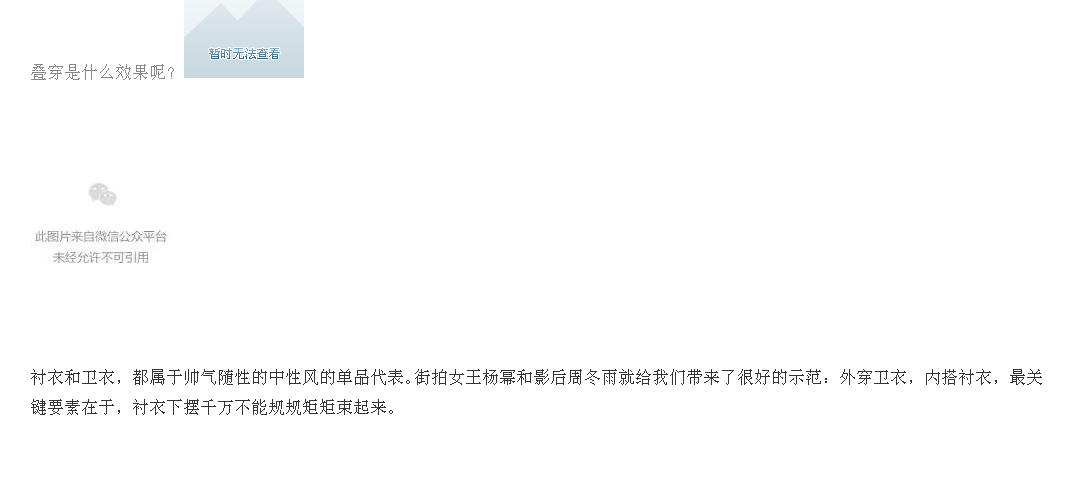 暂时无法查看
叠穿是什么效果呢？
此图片来自微信公众平台
未经允许不可引用
衬衣和卫衣，都属于帅气随性的中性风的单品代表。街拍女王杨幂和影后周冬雨就给我们带来了很好的示范：外穿卫衣，内搭衬衣，最关
键要素在于，衬衣下摆千万不能规规矩矩束起来。